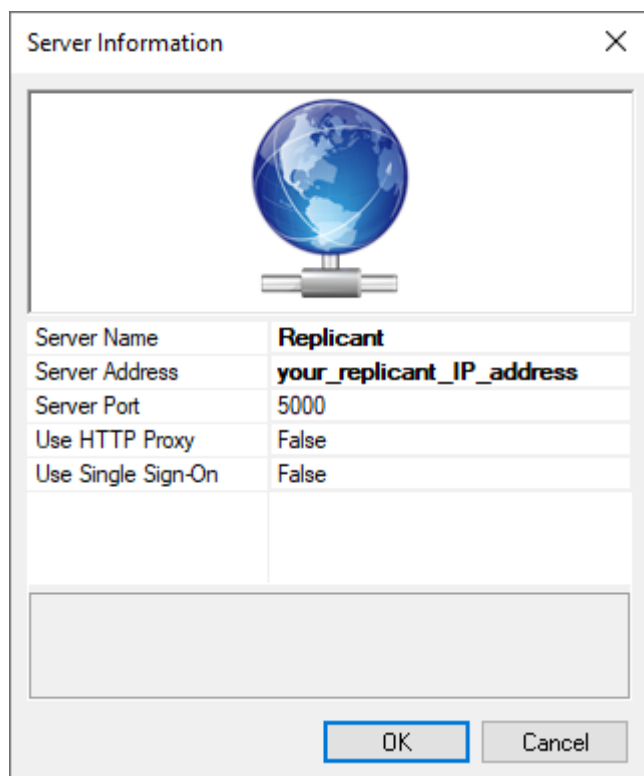 Server Information
Server Name Replicant
Server Address your_replicant_IP_address
Server Port 5000
Use HTTP Proxy False
Use Single Sign-On False
OK Cancel